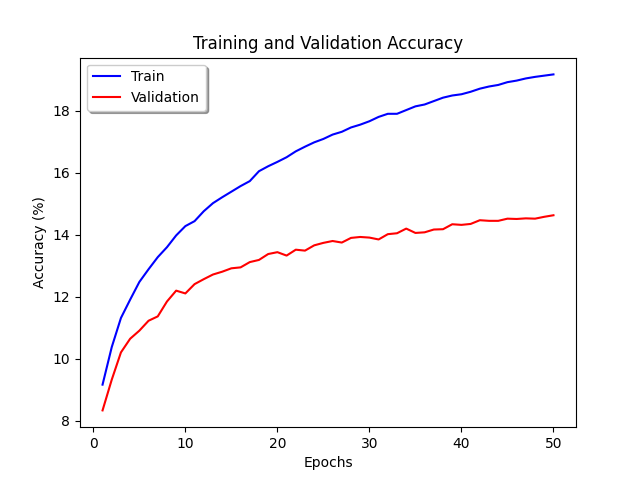 Training and Validation Accuracy
Train
Validation
Accuracy (%)
18
16
14
12
10
8
0 10 20 30 40 50
Epochs